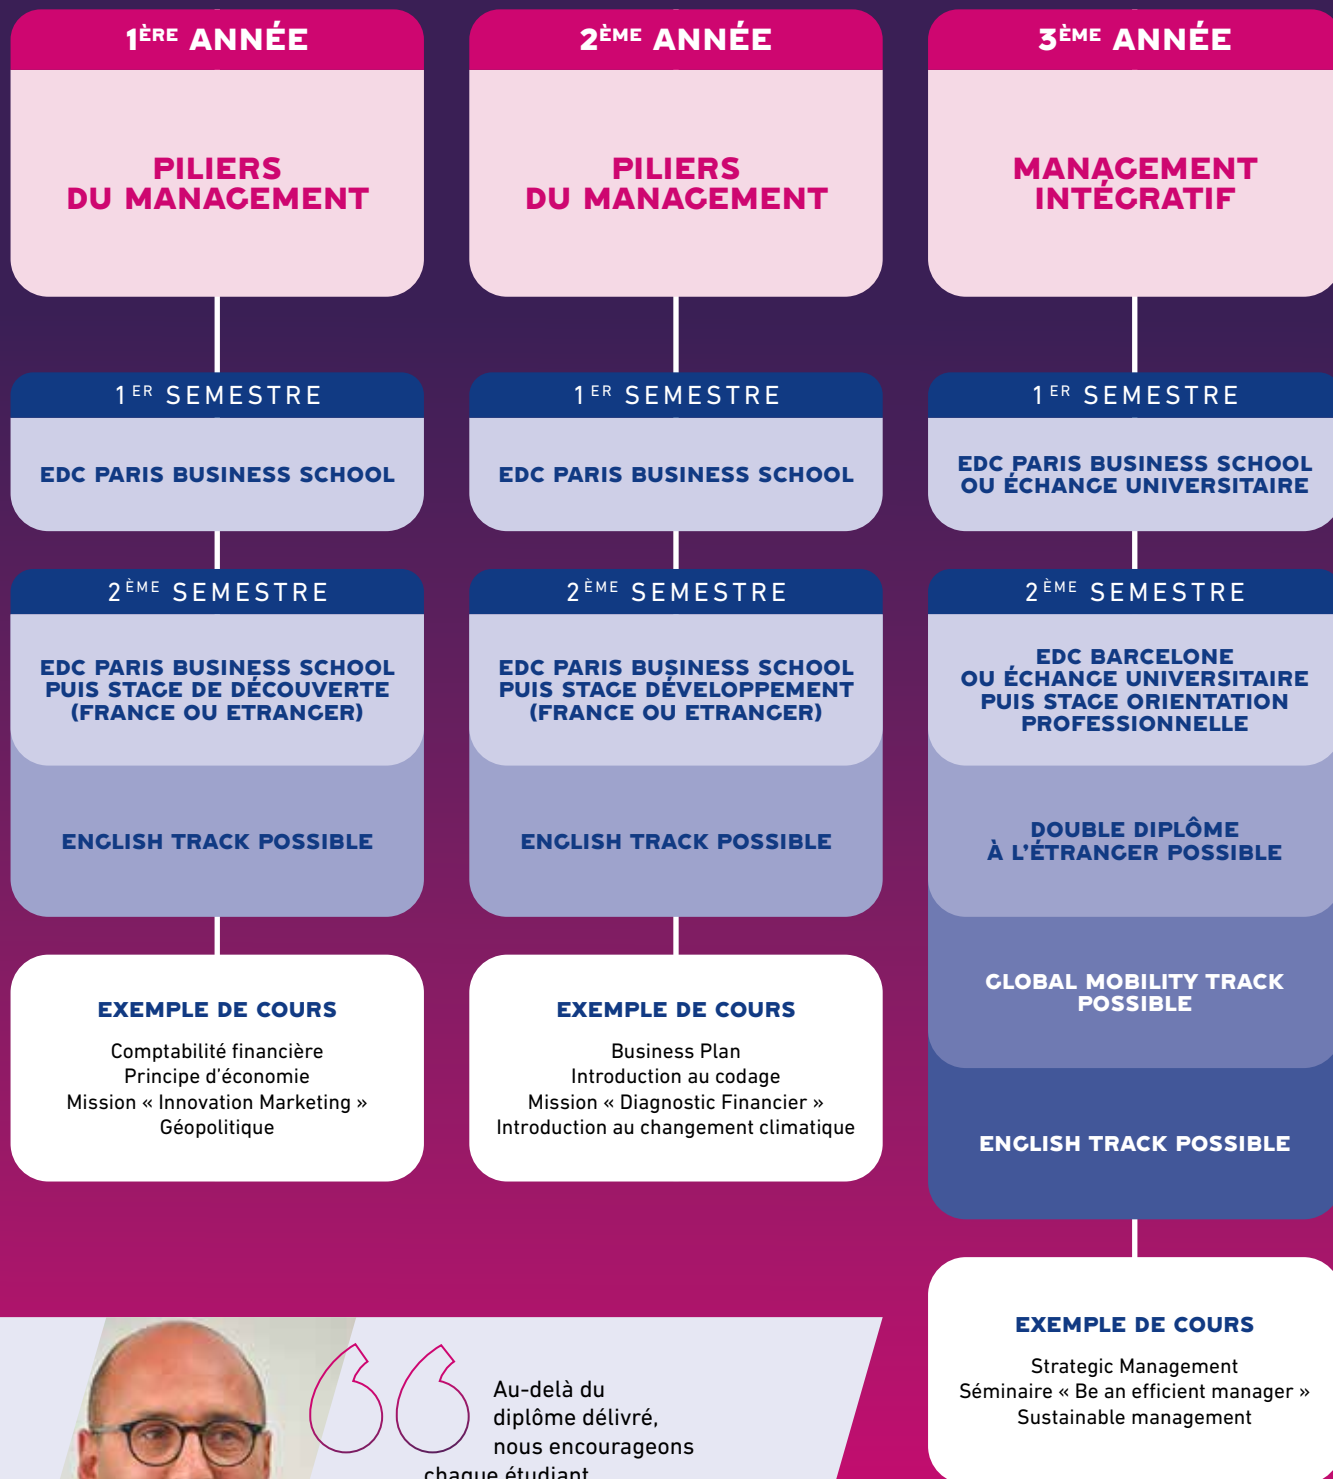 1ÈRE ANNÉE
PILIERS
DU MANAGEMENT
1ER SEMESTRE
EDC PARIS BUSINESS SCHOOL
2ÈME SEMESTRE
EDC PARIS BUSINESS SCHOOL
PUIS STAGE DE DÉCOUVERTE
(FRANCE OU ETRANGER)
ENGLISH TRACK POSSIBLE
EXEMPLE DE COURS
Comptabilité financière
Principe d'économie
Mission « Innovation Marketing »
Géopolitique
2ÈME ANNÉE
PILIERS
DU MANAGEMENT
1ER SEMESTRE
EDC PARIS BUSINESS SCHOOL
2ÈME SEMESTRE
EDC PARIS BUSINESS SCHOOL
PUIS STAGE DÉVELOPPEMENT
(FRANCE OU ETRANGER)
ENGLISH TRACK POSSIBLE
EXEMPLE DE COURS
Business Plan
Introduction au codage
Mission « Diagnostic Financier »
Introduction au changement climatique
3ÈME ANNÉE
MANAGEMENT
INTÉGRATIF
1ER SEMESTRE
EDC PARIS BUSINESS SCHOOL
OU ÉCHANGE UNIVERSITAIRE
2ÈME SEMESTRE
EDC BARCELONE
OU ÉCHANGE UNIVERSITAIRE
PUIS STAGE ORIENTATION
PROFESSIONNELLE
DOUBLE DIPLÔME
À L'ÉTRANGER POSSIBLE
GLOBAL MOBILITY TRACK
POSSIBLE
ENGLISH TRACK POSSIBLE
EXEMPLE DE COURS
Strategic Management
Séminaire « Be an efficient manager »
Sustainable management
Au-delà du
diplôme délivré,
nous encourageons
chaque étudiant